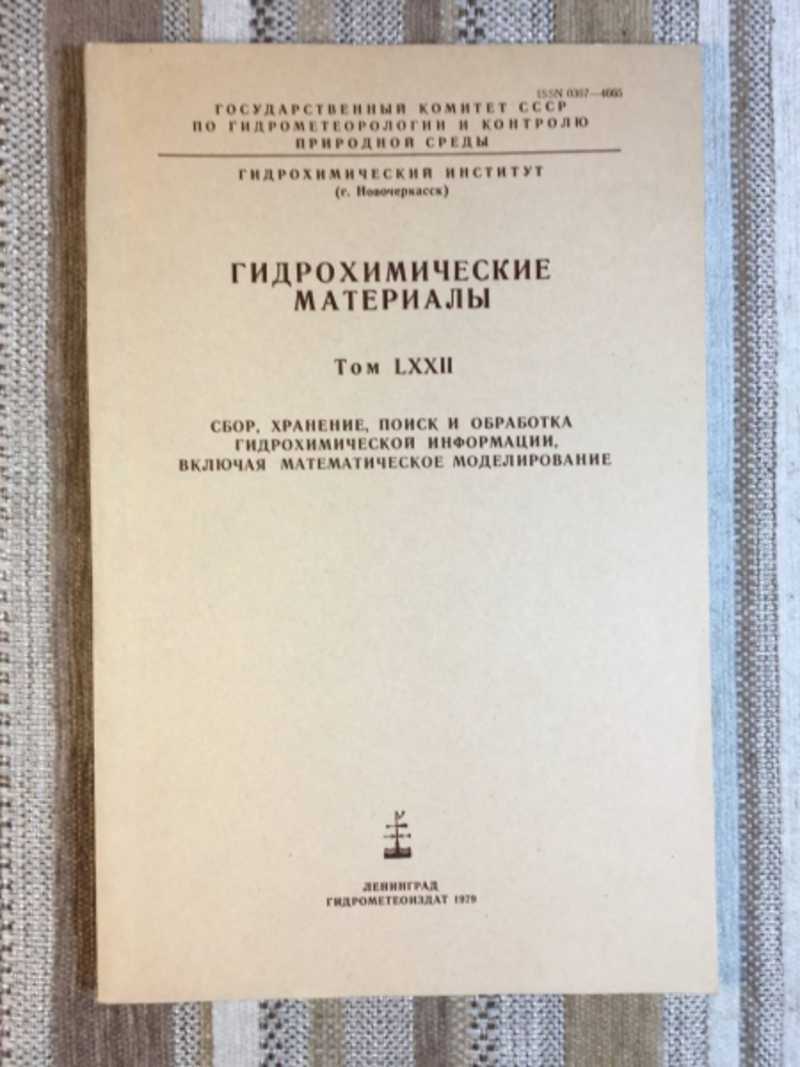 ISSN 0367—4665
ГОСУДАРСТВЕННЫЙ КОМИТЕТ СССР
ПО ГИДРОМЕТЕОРОЛОГИИ И КОНТРОЛЮ
ПРИРОДНОЙ СРЕДЫ
ГИДРОХИМИЧЕСКИЙ ИНСТИТУТ
(г. Новочеркасск)
ГИДРОХИМИЧЕСКИЕ
МАТЕРИАЛЫ
Том LXXII
СБОР, ХРАНЕНИЕ, ПОИСК И ОБРАБОТКА
ГИДРОХИМИЧЕСКОЙ ИНФОРМАЦИИ,
ВКЛЮЧАЯ МАТЕМАТИЧЕСКОЕ МОДЕЛИРОВАНИЕ
ЛЕНИНГРАД
ГИДРОМЕТЕОИЗДАТ 1979